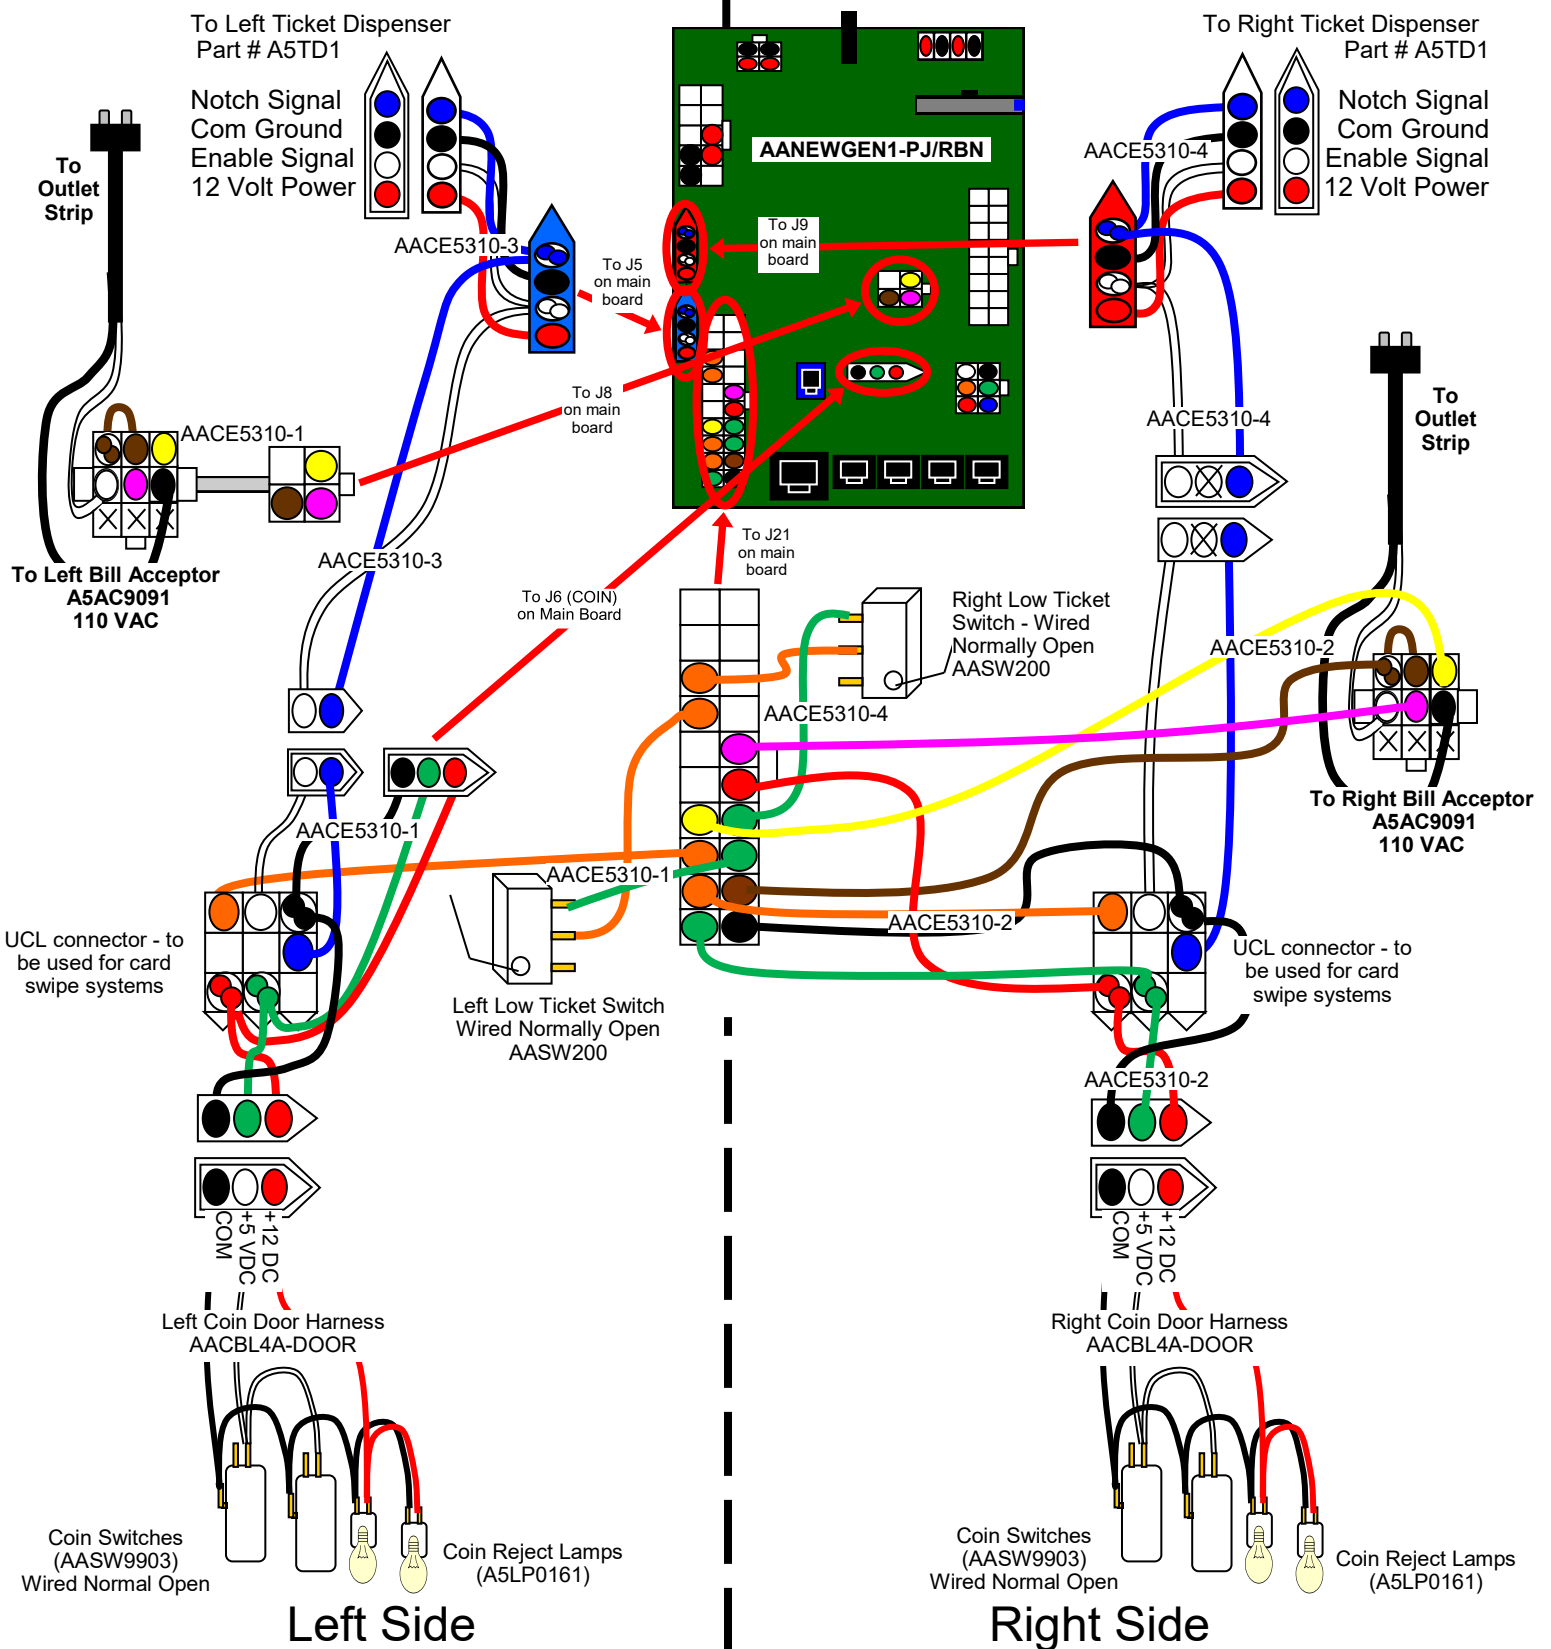 To Left Ticket Dispenser
Part # A5TD1
Notch Signal
Com Ground
Enable Signal
12 Volt Power
To
Outlet
Strip
AACE5310-3
AANEWGEN1-PJ/RBN
To Right Ticket Dispenser
Part # A5TD1
Notch Signal
Com Ground
Enable Signal
12 Volt Power
AACE5310-4
To J9
on main
board
To J5
on main
board
To J8
on main
board
AACE5310-1
To Left Bill Acceptor
A5AC9091
110 VAC
AACE5310-3
To J21
on main
board
To J6 (COIN)
on Main Board
Right Low Ticket
Switch - Wired
Normally Open
AASW200
AACE5310-4
To
Outlet
Strip
AACE5310-4
AACE5310-2
To Right Bill Acceptor
A5AC9091
110 VAC
AACE5310-1
AACE5310-1
AACE5310-2
UCL connector - to
be used for card
swipe systems
Left Low Ticket Switch
Wired Normally Open
AASW200
UCL connector - to
be used for card
swipe systems
AACE5310-2
COM
+5 VDC
+12 DC
COM
+5 VDC
+12 DC
Left Coin Door Harness
AACBL4A-DOOR
Right Coin Door Harness
AACBL4A-DOOR
Coin Switches
(AASW9903)
Wired Normal Open
Coin Reject Lamps
(A5LP0161)
Coin Switches
(AASW9903)
Wired Normal Open
Coin Reject Lamps
(A5LP0161)
Left Side
Right Side